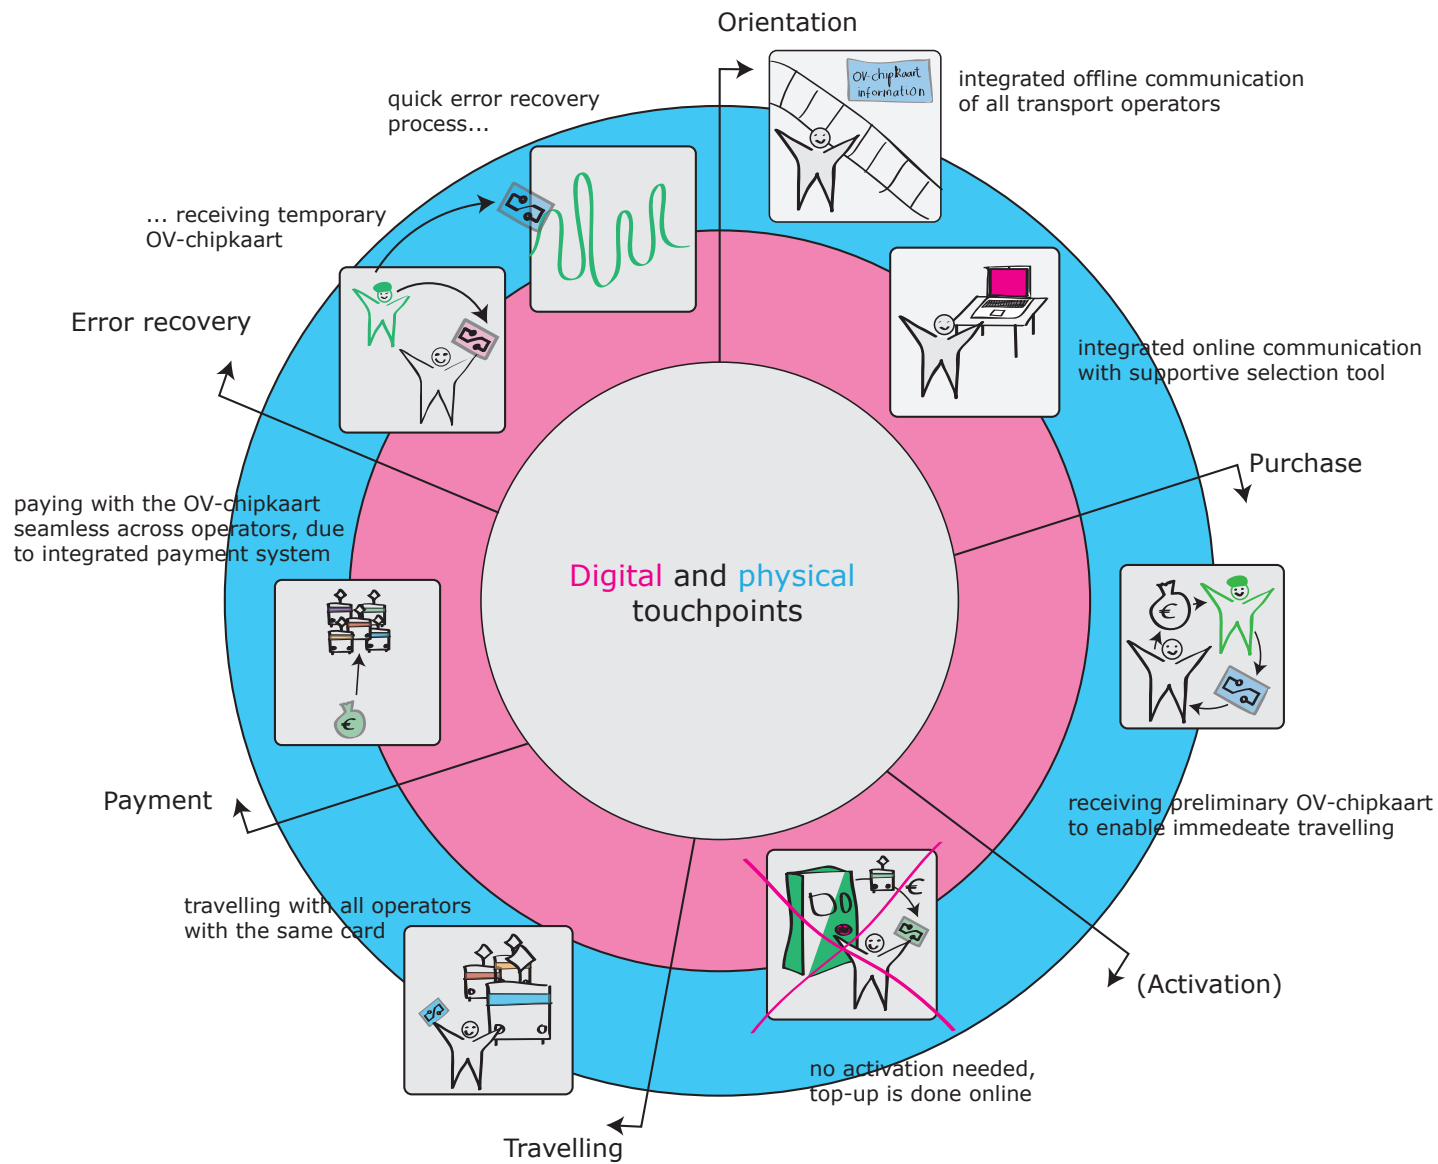 Orientation
OV-chipkaart
information
integrated offline communication
of all transport operators
quick error recovery
process...
... receiving temporary
OV-chipkaart
Error recovery
integrated online communication
with supportive selection tool
Purchase
paying with the OV-chipkaart
seamless across operators, due
to integrated payment system
Digital and physical
touchpoints
€
€
Payment
receiving preliminary OV-chipkaart
to enable immedeate travelling
€
travelling with all operators
with the same card
(Activation)
no activation needed,
top-up is done online
Travelling